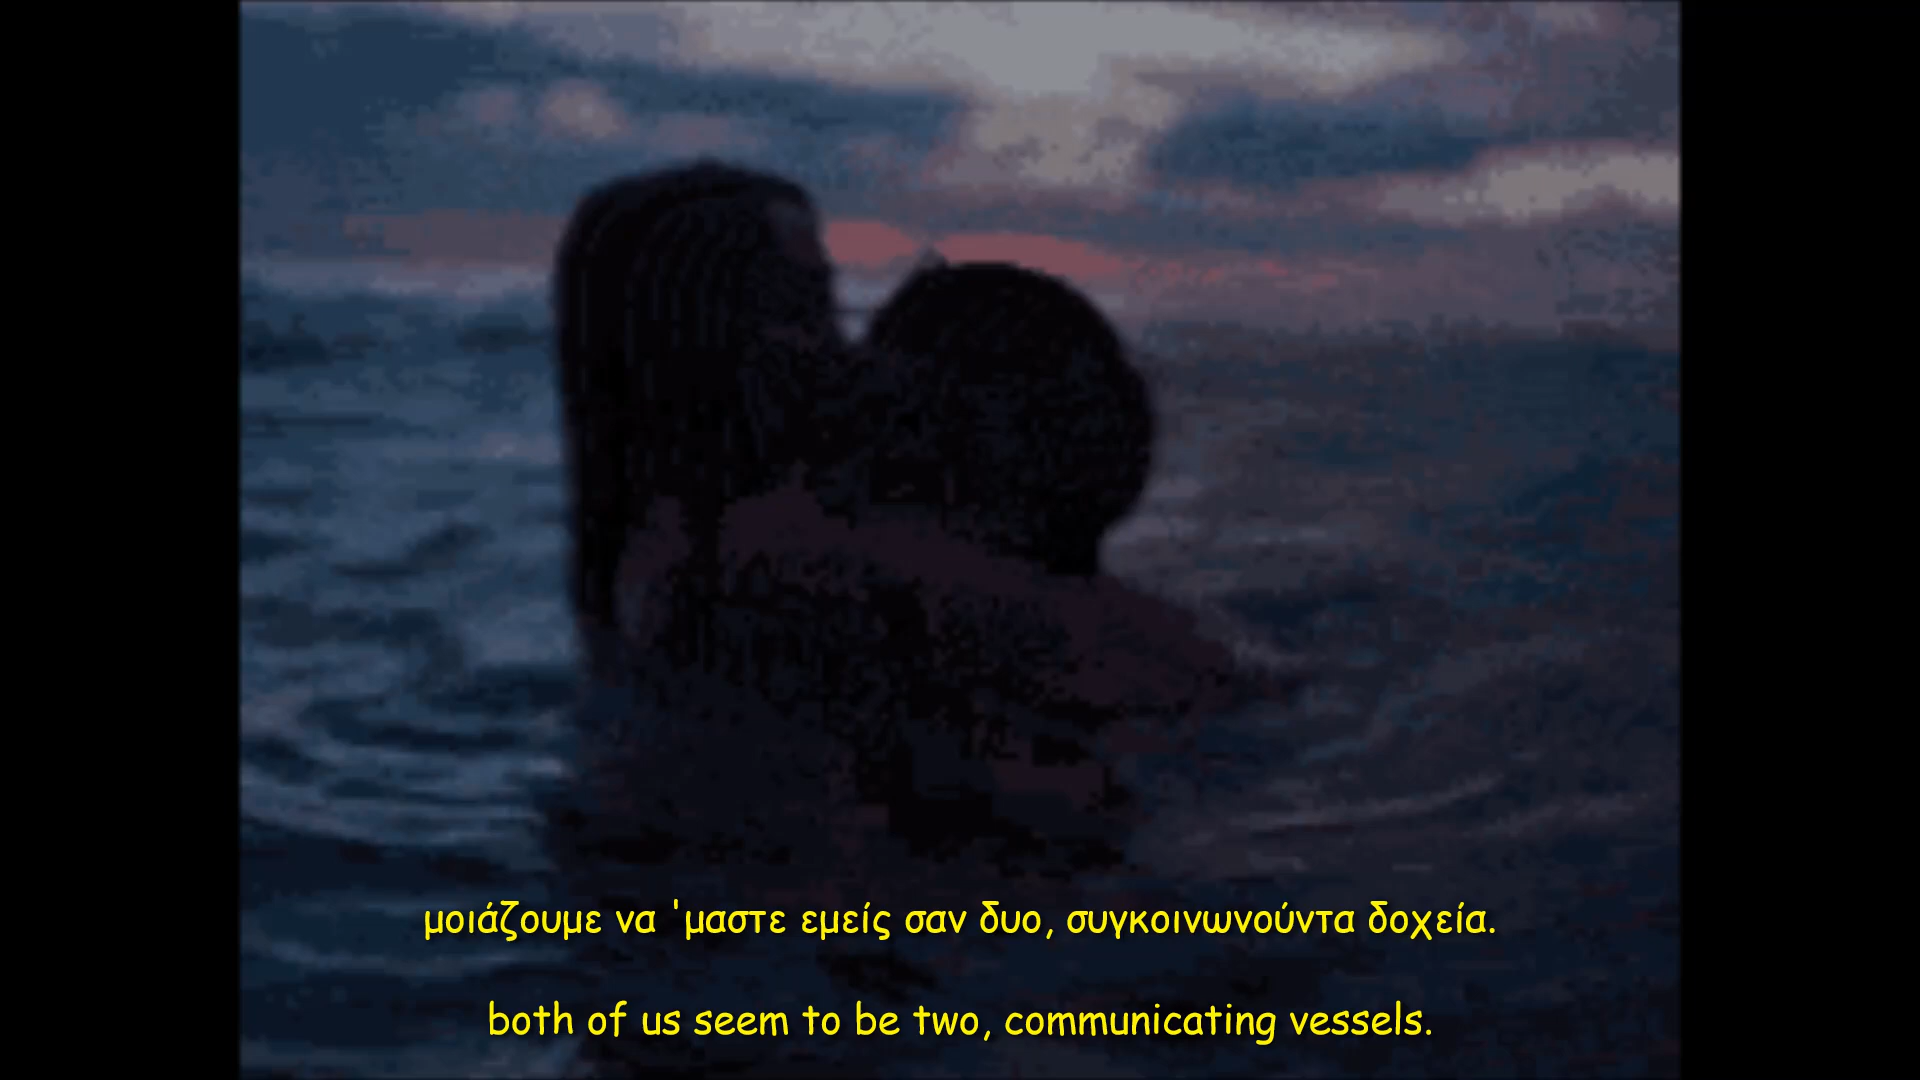 μοιάζουμε να 'μαστε εμείς σαν δυο, συγκοινωνούντα δοχεία.
both of us seem to be two, communicating vessels.